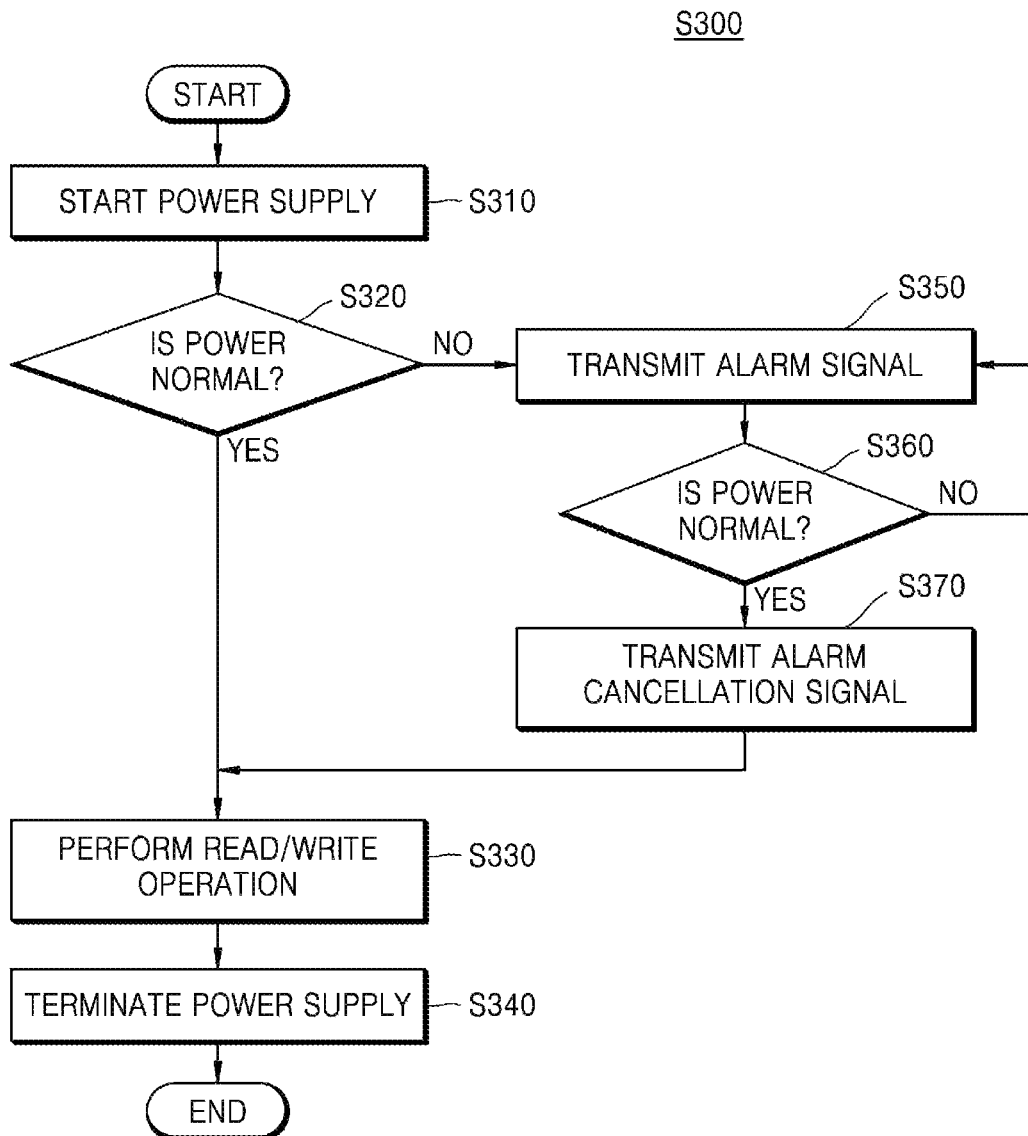 S300
START
START POWER SUPPLY
S310
S320
IS POWER
NORMAL?
NO
YES
S350
TRANSMIT ALARM SIGNAL
S360
IS POWER
NORMAL?
NO
YES
S370
TRANSMIT ALARM
CANCELLATION SIGNAL
PERFORM READ/WRITE
OPERATION
S330
TERMINATE POWER SUPPLY
S340
END